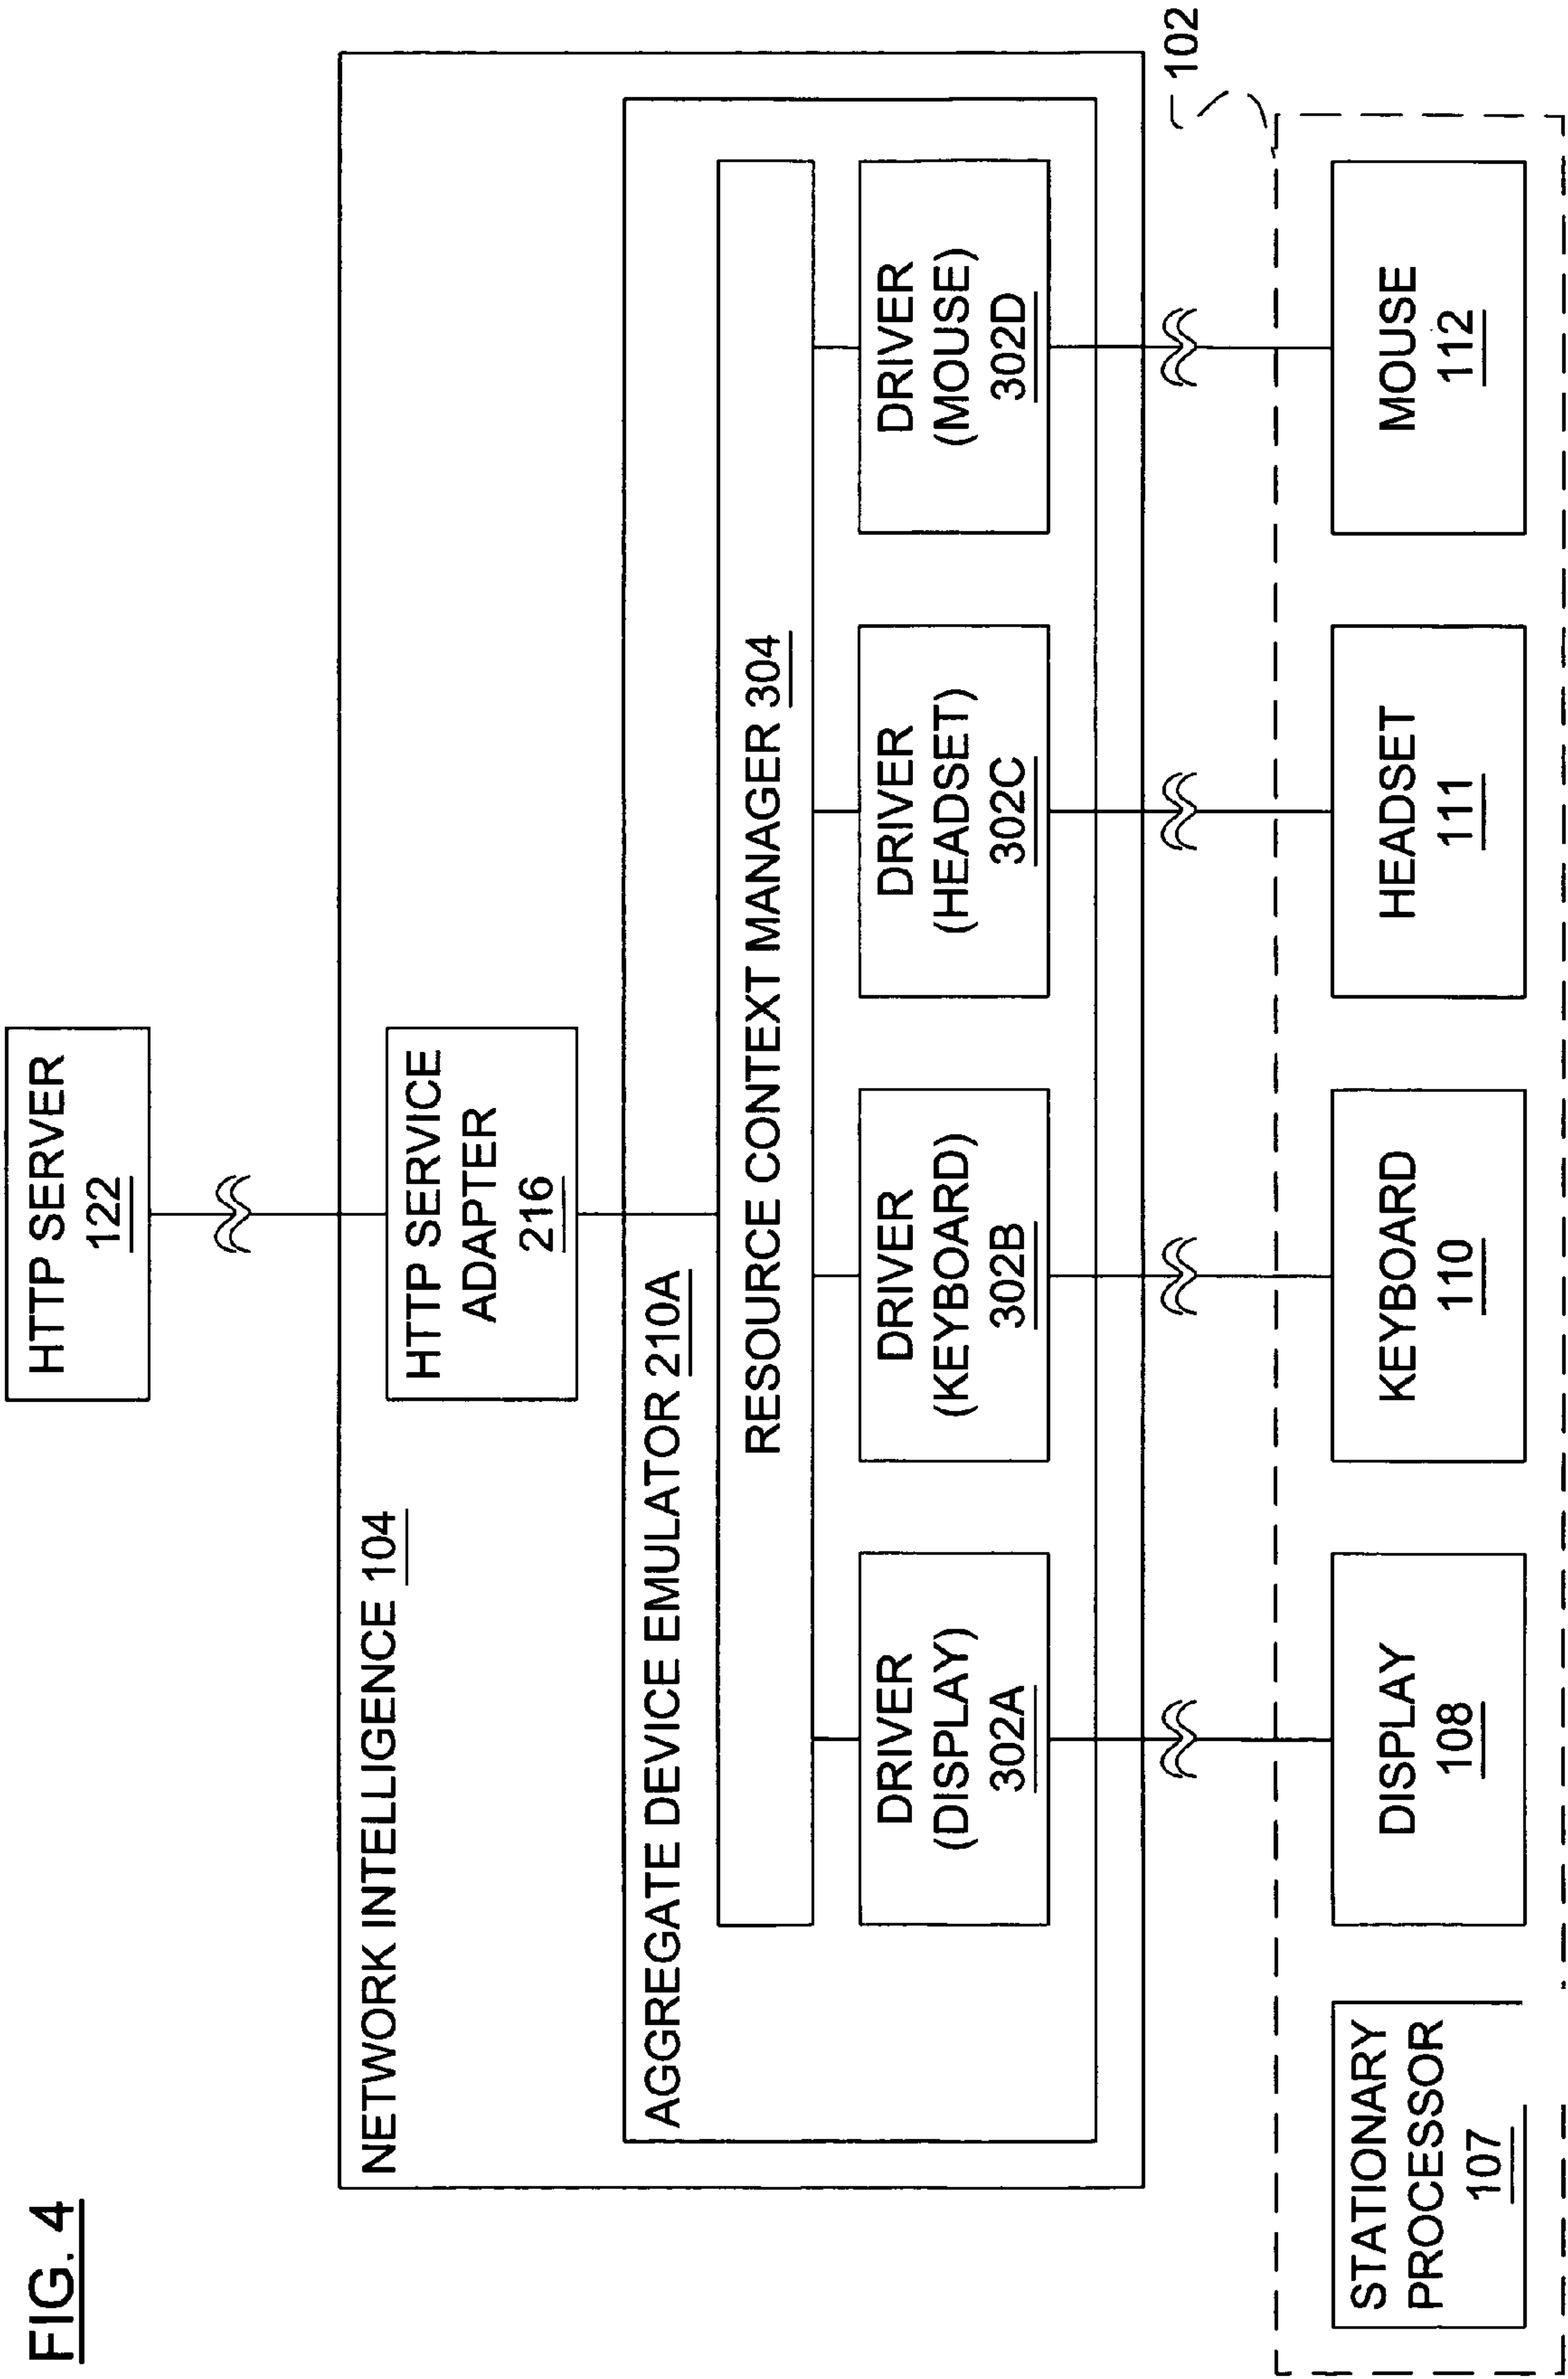 FIG. 4
HTTP SERVER
122
NETWORK INTELLIGENCE 104
HTTP SERVICE
ADAPTER
216
AGGREGATE DEVICE EMULATOR 210A
RESOURCE CONTEXT MANAGER 304
DRIVER
(DISPLAY)
302A
DRIVER
(KEYBOARD)
302B
DRIVER
(HEADSET)
302C
DRIVER
(MOUSE)
302D
102
STATIONARY
PROCESSOR
107
DISPLAY
108
KEYBOARD
110
HEADSET
111
MOUSE
112